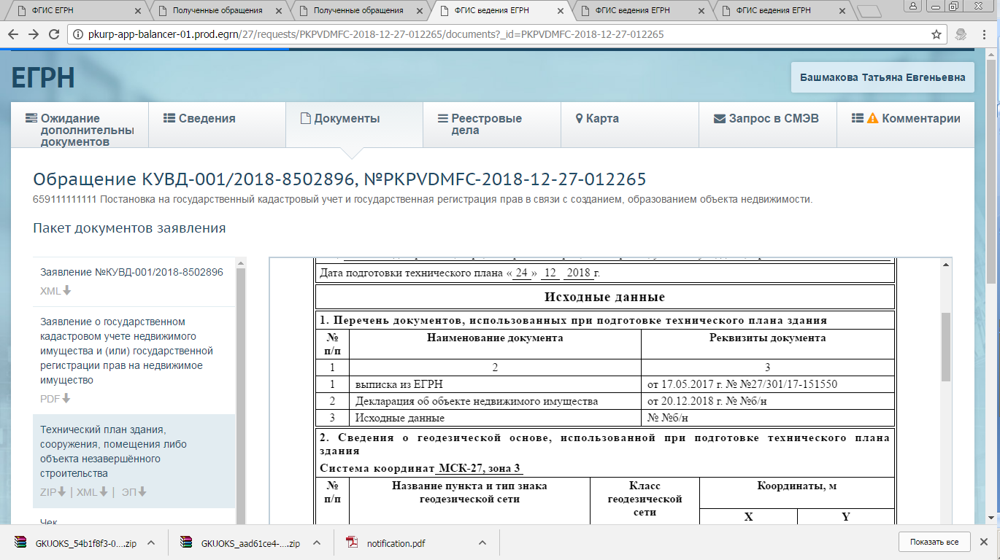 ФГИС ЕГРН
Полученные обращения
Полученные обращения
ФГИС ведения ЕГРН
ФГИС ведения ЕГРН
ФГИС ведения ЕГРН
pkurp-app-balancer-01.prod.egrn/27/requests/PKPVDMFC-2018-12-27-012265/documents?_id=PKPVDMFC-2018-12-27-012265
ЕГРН
Башмакова Татьяна Евгеньевна
Ожидание
дополнительны
документов
Сведения
Документы
Реестровые
дела
Карта
Запрос в СМЭВ
Комментарии
Обращение КУВД-001/2018-8502896, №PKPVDMFC-2018-12-27-012265
659111111111 Постановка на государственный кадастровый учет и государственная регистрация прав в связи с созданием, образованием объекта недвижимости.
Пакет документов заявления
Заявление №КУВД-001/2018-8502896
XML
Заявление о государственном
кадастровом учете недвижимого
имущества и (или) государственной
регистрации прав на недвижимое
имущество
PDF
Технический план здания,
сооружения, помещения либо
объекта незавершённого
строительства
ZIP | XML | ЭП
Чек
Дата подготовки технического плана « 24 » 12 2018 г.
Исходные данные
1. Перечень документов, использованных при подготовке технического плана здания
№
п/п
Наименование документа
Реквизиты документа
1 2 3
1 выписка из ЕГРН от 17.05.2017 г. № №27/301/17-151550
2 Декларация об объекте недвижимого имущества от 20.12.2018 г. № №б/н
3 Исходные данные № №б/н
2. Сведения о геодезической основе, использованной при подготовке технического плана
здания
Система координат МСК-27, зона 3
№
п/п
Название пункта и тип знака
геодезической сети
Класс
геодезической
сети
Координаты, м
X Y
GKUOKS_54b1f8f3-0....zip
GKUOKS_aad61ce4-....zip
notification.pdf
Показать все